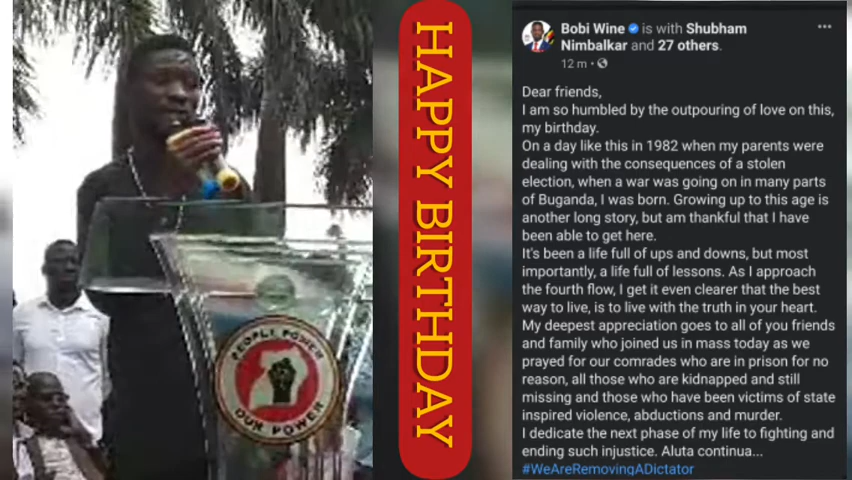 PEOPLE POWER
OUR POWER
HAPPY BIRTHDAY
Bobi Wine is with Shubham
Nimbalkar and 27 others.
12 m •
Dear friends,
I am so humbled by the outpouring of love on this,
my birthday.
On a day like this in 1982 when my parents were
dealing with the consequences of a stolen
election, when a war was going on in many parts
of Buganda, I was born. Growing up to this age is
another long story, but am thankful that I have
been able to get here.
It's been a life full of ups and downs, but most
importantly, a life full of lessons. As I approach
the fourth flow, I get it even clearer that the best
way to live, is to live with the truth in your heart.
My deepest appreciation goes to all of you friends
and family who joined us in mass today as we
prayed for our comrades who are in prison for no
reason, all those who are kidnapped and still
missing and those who have been victims of state
inspired violence, abductions and murder.
I dedicate the next phase of my life to fighting and
ending such injustice. Aluta continua...
#WeAreRemovingADictator